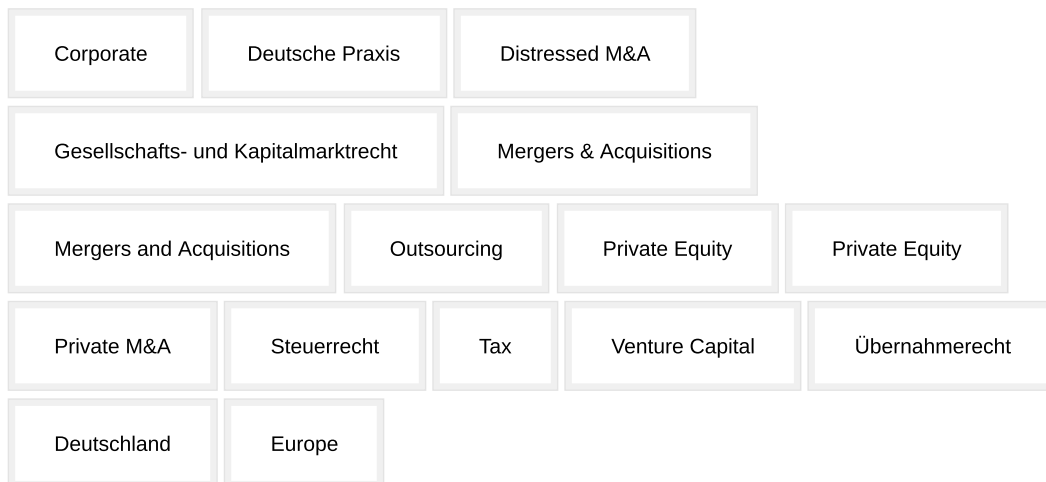 Corporate Deutsche Praxis Distressed M&A
Gesellschafts- und Kapitalmarktrecht Mergers & Acquisitions
Mergers and Acquisitions Outsourcing Private Equity Private Equity
Private M&A Steuerrecht Tax Venture Capital Übernahmerecht
Deutschland Europe